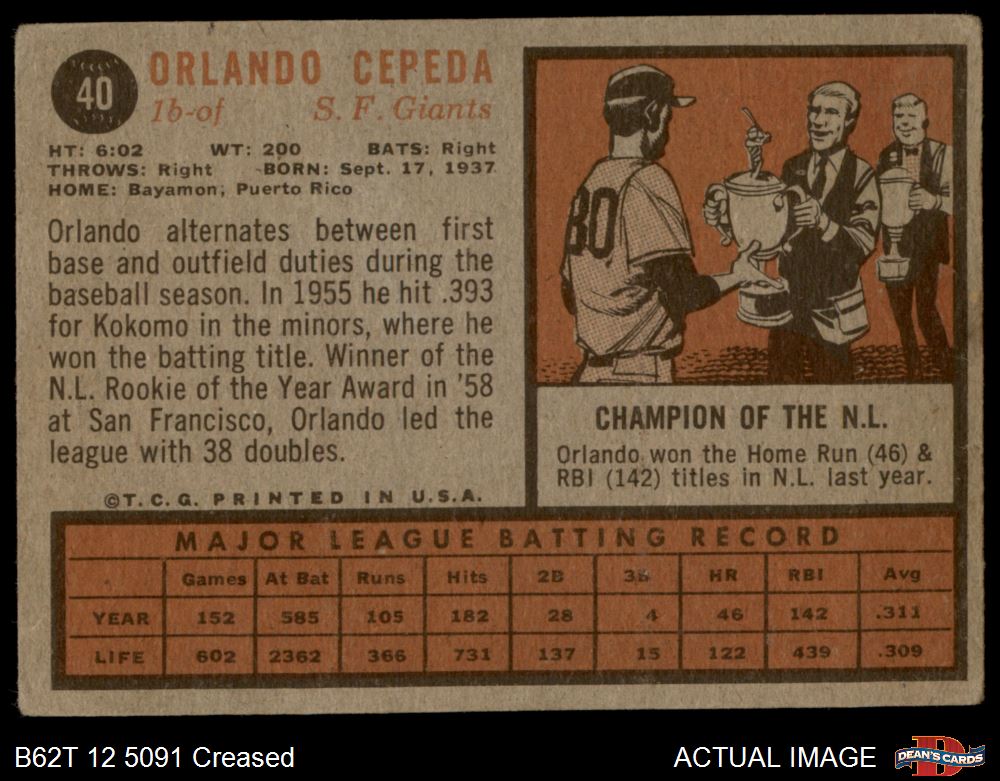 40
ORLANDO CEPEDA
1b-of S. F. Giants
HT: 6:02 WT: 200 BATS: Right
THROWS: Right BORN: Sept. 17, 1937
HOME: Bayamon, Puerto Rico
Orlando alternates between first
base and outfield duties during the
baseball season. In 1955 he hit .393
for Kokomo in the minors, where he
won the batting title. Winner of the
N.L. Rookie of the Year Award in '58
at San Francisco, Orlando led the
league with 38 doubles.
©T.C.G. PRINTED IN U.S.A.
30
CHAMPION OF THE N.L.
Orlando won the Home Run (46) &
RBI (142) titles in N.L. last year.
MAJOR LEAGUE BATTING RECORD
Games At Bat Runs Hits 2B 3B HR RBI Avg
YEAR 152 585 105 182 28 4 46 142 .311
LIFE 602 2362 366 731 137 15 122 439 .309
B62T 12 5091 Creased
ACTUAL IMAGE
D
DEAN'S CARDS